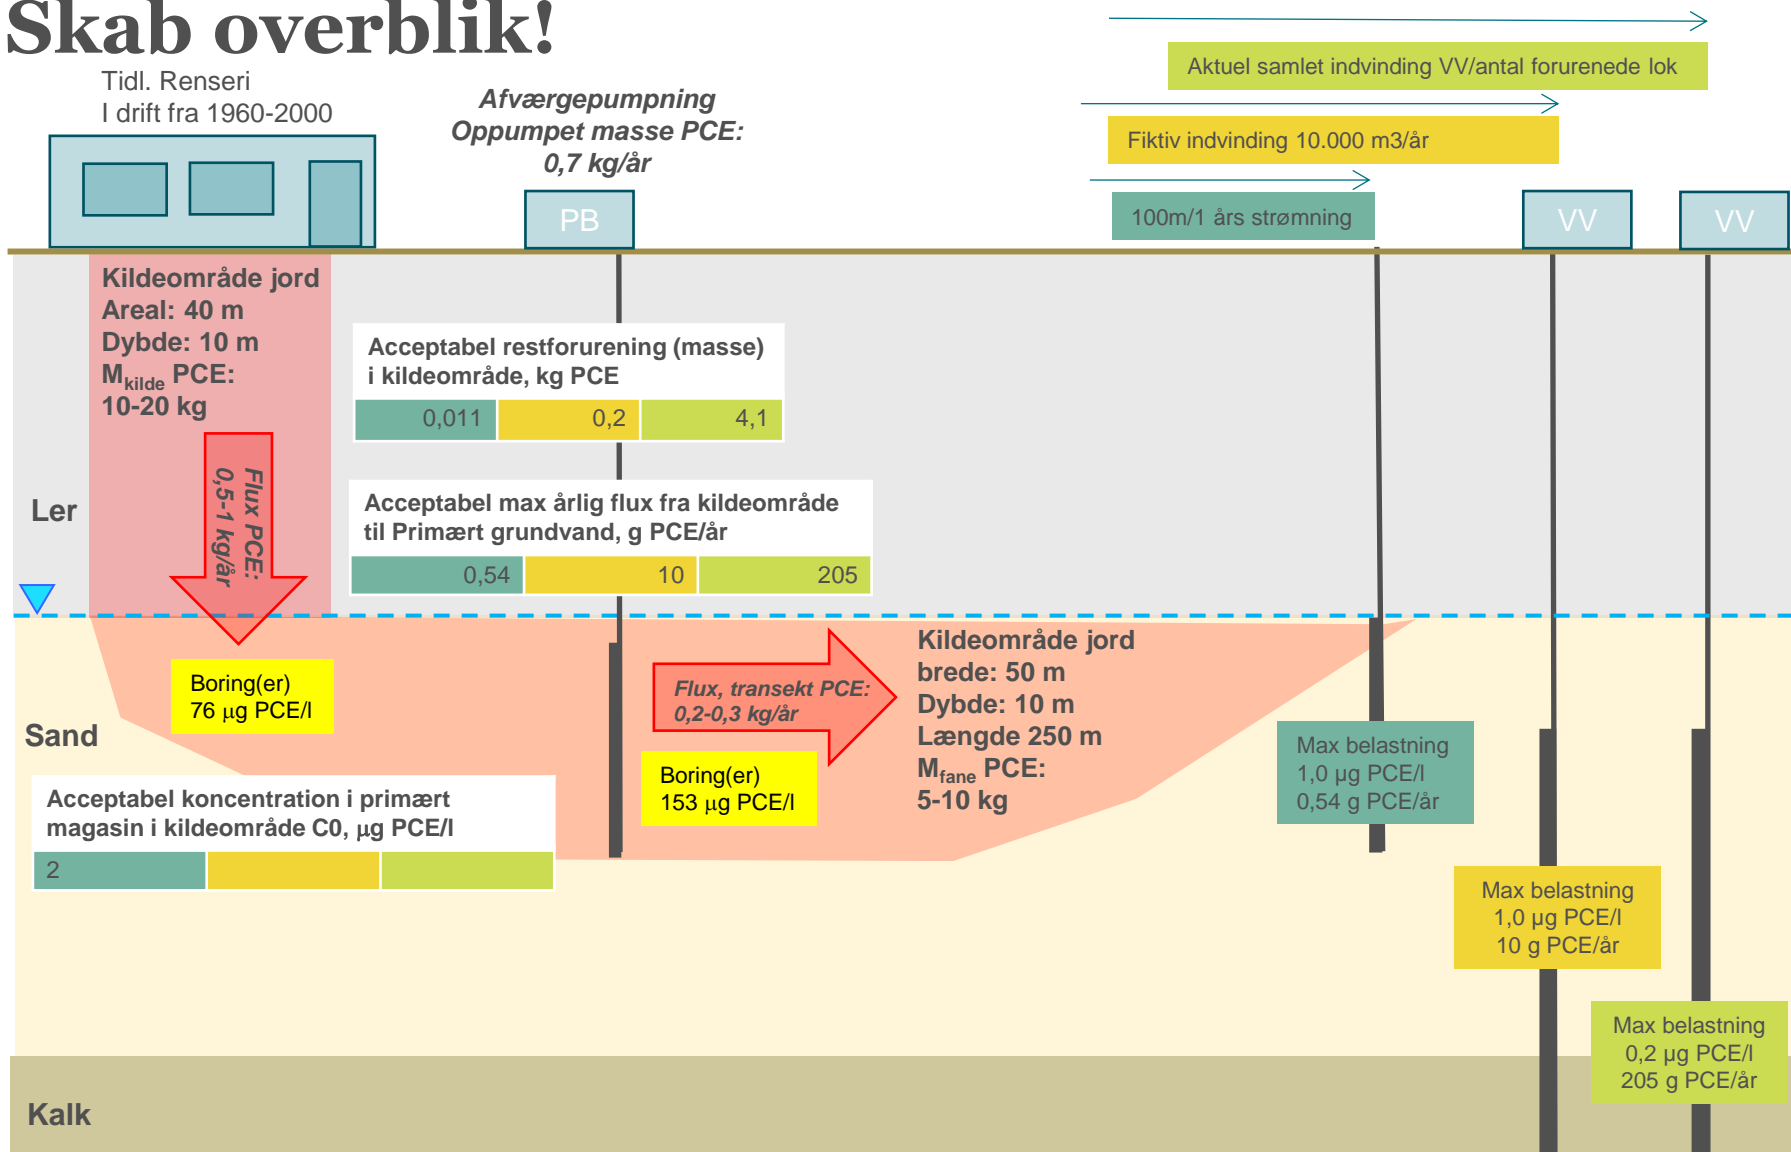 Skab overblik!
Tidl. Renseri
I drift fra 1960-2000
Afværgepumpning
Oppumpet masse PCE:
0,7 kg/år
Aktuel samlet indvinding VV/antal forurenede lok
Fiktiv indvinding 10.000 m3/år
100m/1 års strømning
PB
VV
VV
Kildeområde jord
Areal: 40 m
Dybde: 10 m
Mkilde PCE:
10-20 kg
Acceptabel restforurening (masse)
i kildeområde, kg PCE
0,011 0,2 4,1
Flux PCE:
0,5-1 kg/år
Acceptabel max årlig flux fra kildeområde
til Primært grundvand, g PCE/år
0,54 10 205
Ler
Boring(er)
76 µg PCE/l
Flux, transekt PCE:
0,2-0,3 kg/år
Boring(er)
153 µg PCE/l
Kildeområde jord
brede: 50 m
Dybde: 10 m
Længde 250 m
Mfane PCE:
5-10 kg
Sand
Acceptabel koncentration i primært
magasin i kildeområde C0, µg PCE/l
2
Max belastning
1,0 µg PCE/l
0,54 g PCE/år
Max belastning
1,0 µg PCE/l
10 g PCE/år
Max belastning
0,2 µg PCE/l
205 g PCE/år
Kalk